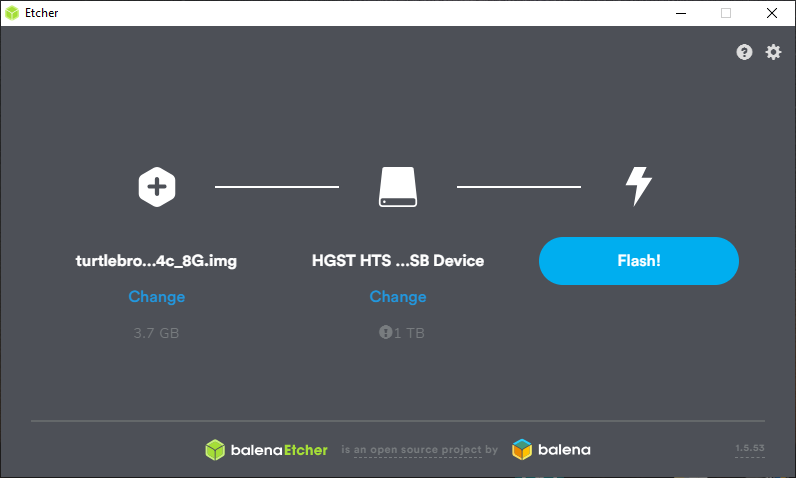 Etcher
turtlebro...4c_8G.img
HGST HTS ...SB Device
Flash!
Change
Change
3.7 GB
1 TB
balenaEtcher is an open source project by balena
1.5.53